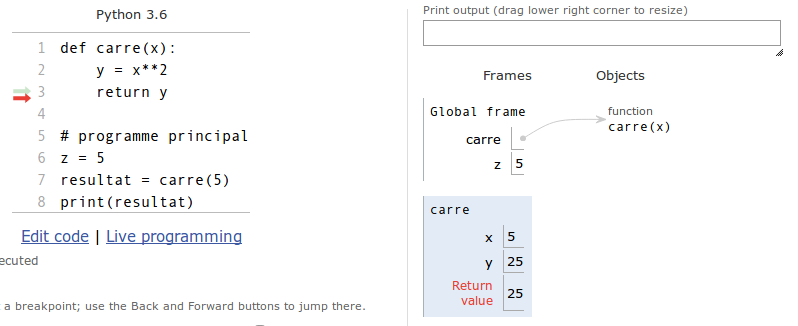 Python 3.6
1 def carre(x):
2     y = x**2
3     return y
4
5 # programme principal
6 z = 5
7 resultat = carre(5)
8 print(resultat)
Edit code | Live programming
ecuted
a breakpoint; use the Back and Forward buttons to jump there.
Print output (drag lower right corner to resize)
Frames Objects
Global frame
carre
z 5
function
carre(x)
carre
x 5
y 25
Return
value 25